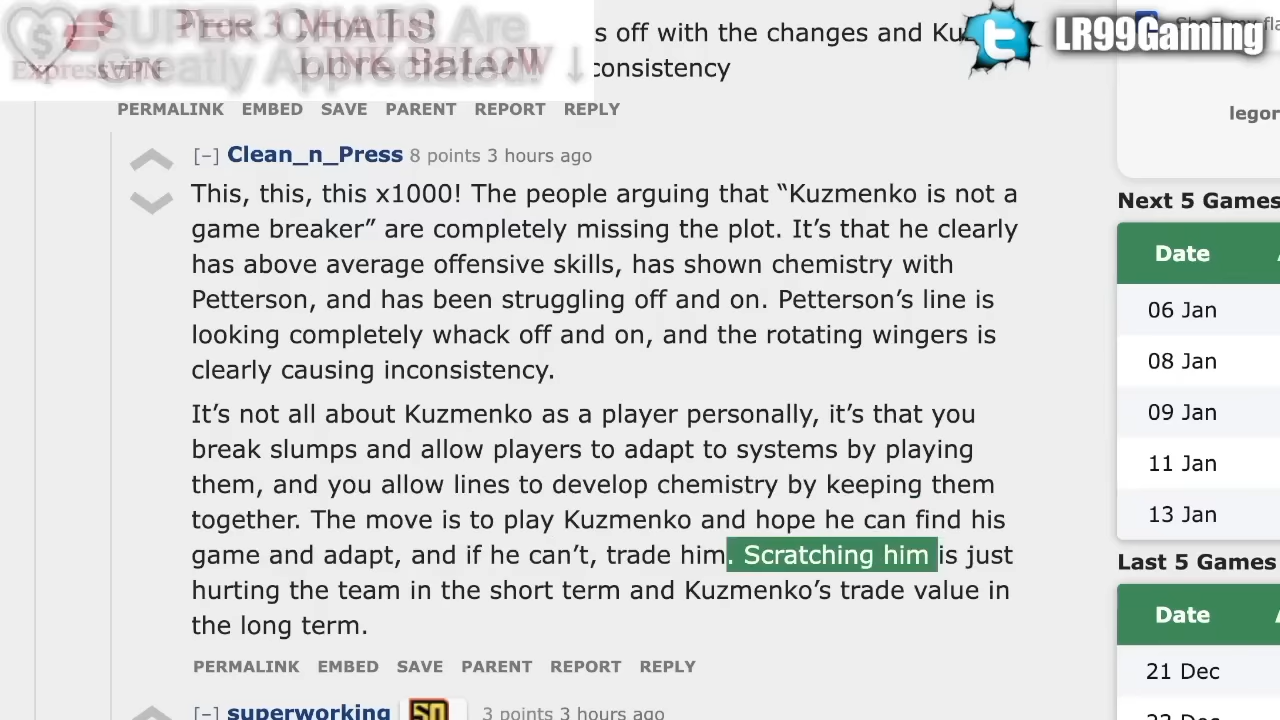 s off with the changes and Ku
consistency
ExpressVPN
LR99Gaming
PERMALINK EMBED SAVE PARENT REPORT REPLY
legor
[−] Clean_n_Press 8 points 3 hours ago
This, this, this x1000! The people arguing that “Kuzmenko is not a
game breaker” are completely missing the plot. It’s that he clearly
has above average offensive skills, has shown chemistry with
Petterson, and has been struggling off and on. Petterson’s line is
looking completely whack off and on, and the rotating wingers is
clearly causing inconsistency.
It’s not all about Kuzmenko as a player personally, it’s that you
break slumps and allow players to adapt to systems by playing
them, and you allow lines to develop chemistry by keeping them
together. The move is to play Kuzmenko and hope he can find his
game and adapt, and if he can’t, trade him. Scratching him is just
hurting the team in the short term and Kuzmenko’s trade value in
the long term.
PERMALINK EMBED SAVE PARENT REPORT REPLY
[−] superworking 3 points 3 hours ago
Next 5 Games
Date
06 Jan
08 Jan
09 Jan
11 Jan
13 Jan
Last 5 Games
Date
21 Dec